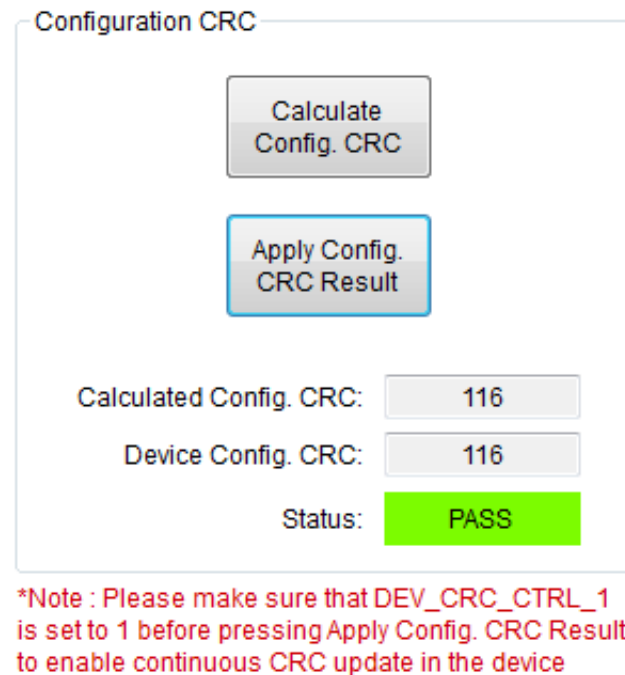 Configuration CRC
Calculate
Config. CRC
Apply Config.
CRC Result
Calculated Config. CRC: 116
Device Config. CRC: 116
Status: PASS
*Note : Please make sure that DEV_CRC_CTRL_1
is set to 1 before pressing Apply Config. CRC Result
to enable continuous CRC update in the device